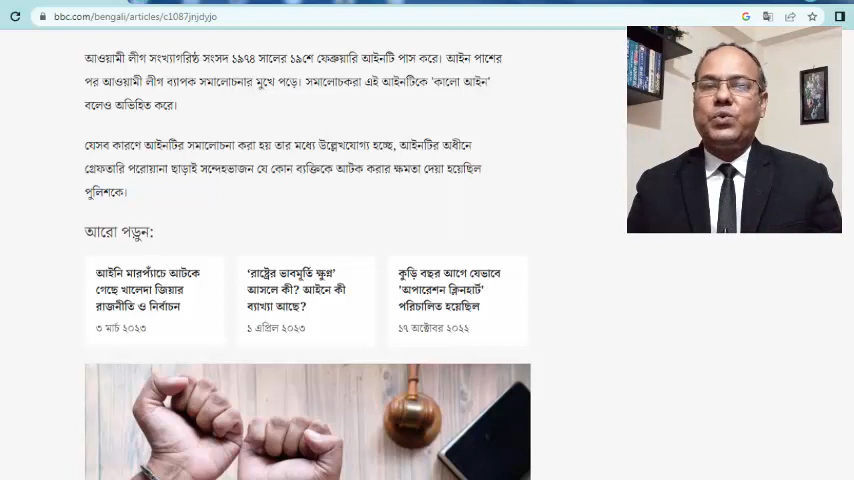 bbc.com/bengali/articles/c1087jnjdyjo
আওয়ামী লীগ সংখ্যাগরিষ্ঠ সংসদ ১৯৭৪ সালের ১৯শে ফেব্রুয়ারি আইনটি পাস করে। আইন পাশের
পর আওয়ামী লীগ ব্যাপক সমালোচনার মুখে পড়ে। সমালোচকরা এই আইনটিকে 'কালো আইন'
বলেও অভিহিত করে।
যেসব কারণে আইনটির সমালোচনা করা হয় তার মধ্যে উল্লেখযোগ্য হচ্ছে, আইনটির অধীনে
গ্রেফতারি পরোয়ানা ছাড়াই সন্দেহভাজন যে কোন ব্যক্তিকে আটক করার ক্ষমতা দেয়া হয়েছিল
পুলিশকে।
আরো পড়ুন:
আইনি মারপ্যাঁচে আটকে
গেছে খালেদা জিয়ার
রাজনীতি ও নির্বাচন
৩ মার্চ ২০২৩
‘রাষ্ট্রের ভাবমূর্তি ক্ষুণ্ন’
আসলে কী? আইনে কী
ব্যাখ্যা আছে?
১ এপ্রিল ২০২৩
কুড়ি বছর আগে যেভাবে
'অপারেশন ক্লিনহার্ট'
পরিচালিত হয়েছিল
১৭ অক্টোবর ২০২২